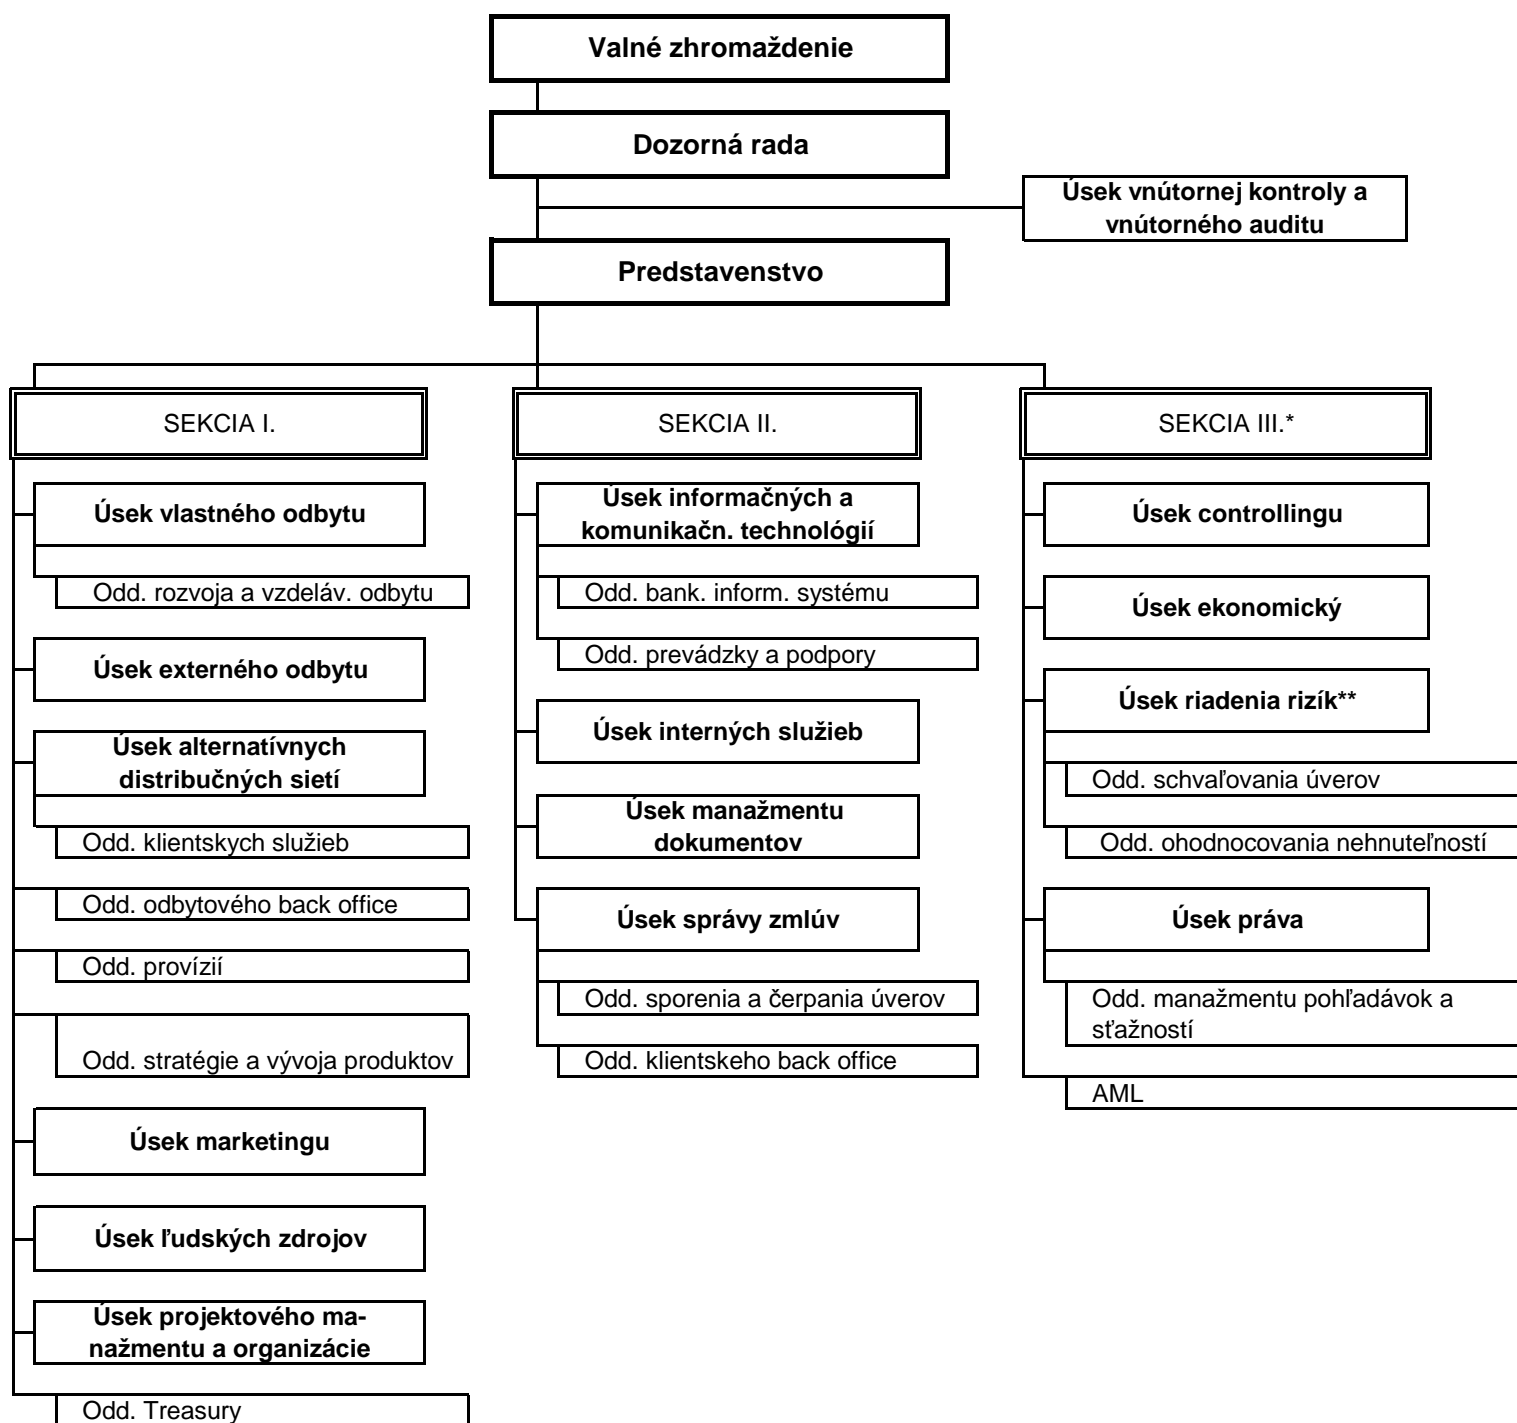 Valné zhromaždenie
Dozorná rada
Úsek vnútornej kontroly a
vnútorného auditu
Predstavenstvo
SEKCIA I.
Úsek vlastného odbytu
Odd. rozvoja a vzdeláv. odbytu
Úsek externého odbytu
Úsek alternatívnych
distribučných sietí
Odd. klientskych služieb
Odd. odbytového back office
Odd. provízií
Odd. stratégie a vývoja produktov
Úsek marketingu
Úsek ľudských zdrojov
Úsek projektového ma-
nažmentu a organizácie
Odd. Treasury
SEKCIA II.
Úsek informačných a
komunikačn. technológií
Odd. bank. inform. systému
Odd. prevádzky a podpory
Úsek interných služieb
Úsek manažmentu
dokumentov
Úsek správy zmlúv
Odd. sporenia a čerpania úverov
Odd. klientskeho back office
SEKCIA III.*
Úsek controllingu
Úsek ekonomický
Úsek riadenia rizík**
Odd. schvaľovania úverov
Odd. ohodnocovania nehnuteľností
Úsek práva
Odd. manažmentu pohľadávok a
sťažností
AML